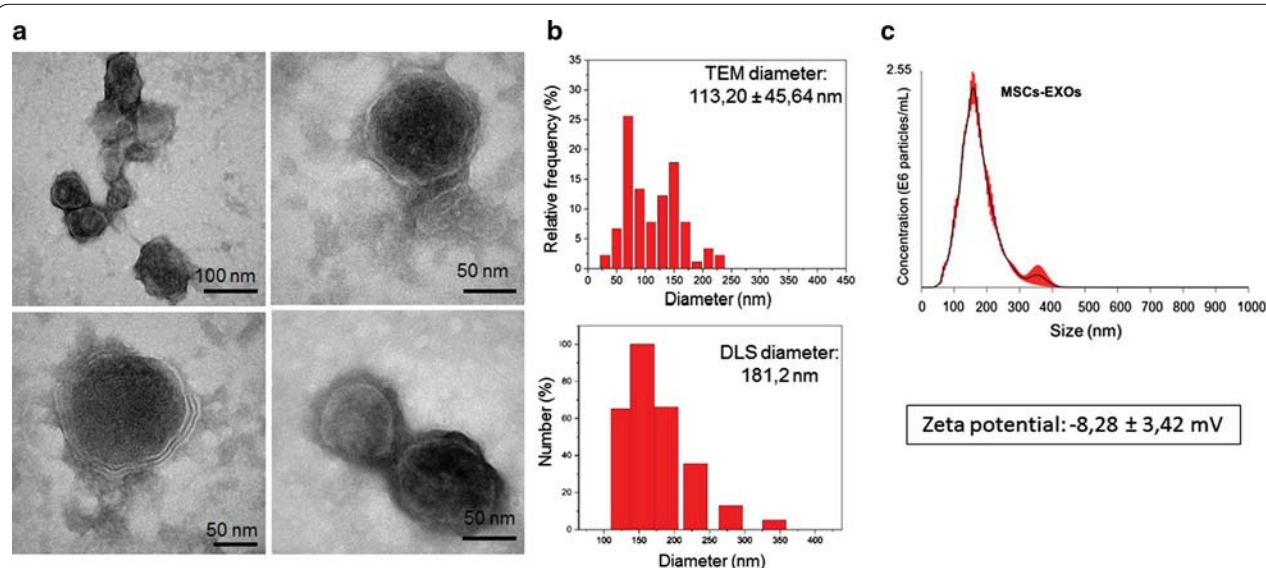 a
100 nm
50 nm
50 nm
50 nm
b
Relative frequency (%)
35
30
25
20
15
10
5
0
TEM diameter:
113,20 ± 45,64 nm
0 50 100 150 200 250 300 350 400 450
Diameter (nm)
Number (%)
00
80
60
40
20
0
DLS diameter:
181,2 nm
100 150 200 250 300 350 400
Diameter (nm)
c
2.55
Concentration (E6 particles/mL)
MSCs-EXOs
0 100 200 300 400 500 600 700 800 900 1000
Size (nm)
Zeta potential: -8,28 ± 3,42 mV